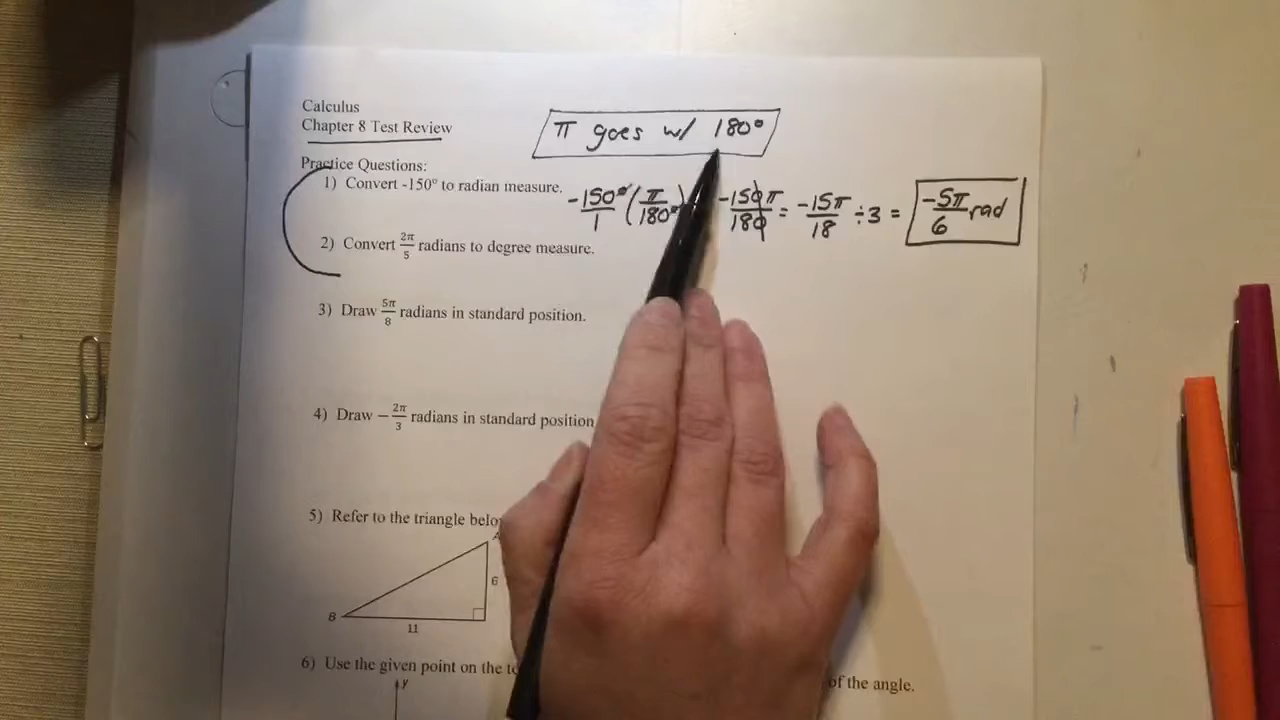 Calculus
Chapter 8 Test Review
π goes w/ 180°
Practice Questions:
1) Convert -150° to radian measure.
-150°/1 (π/180°) -150π/180 = -15π/18 ÷3 = -5π/6 rad
2) Convert 2π/5 radians to degree measure.
3) Draw 5π/8 radians in standard position.
4) Draw −2π/3 radians in standard position
5) Refer to the triangle
A
6
B
11
6) Use the given point on the of the angle.
y